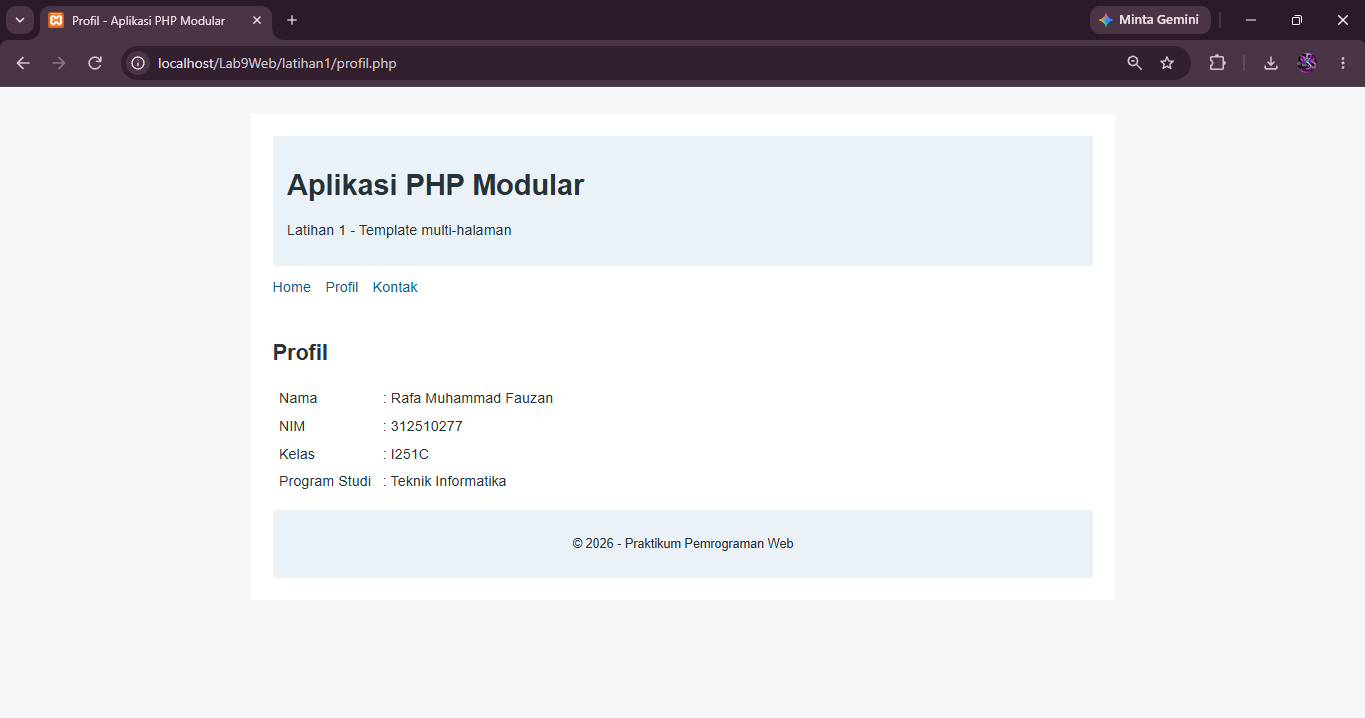 Profil - Aplikasi PHP Modular
Minta Gemini
localhost/Lab9Web/latihan1/profil.php
Aplikasi PHP Modular
Latihan 1 - Template multi-halaman
Home Profil Kontak
Profil
Nama : Rafa Muhammad Fauzan
NIM : 312510277
Kelas : I251C
Program Studi : Teknik Informatika
© 2026 - Praktikum Pemrograman Web